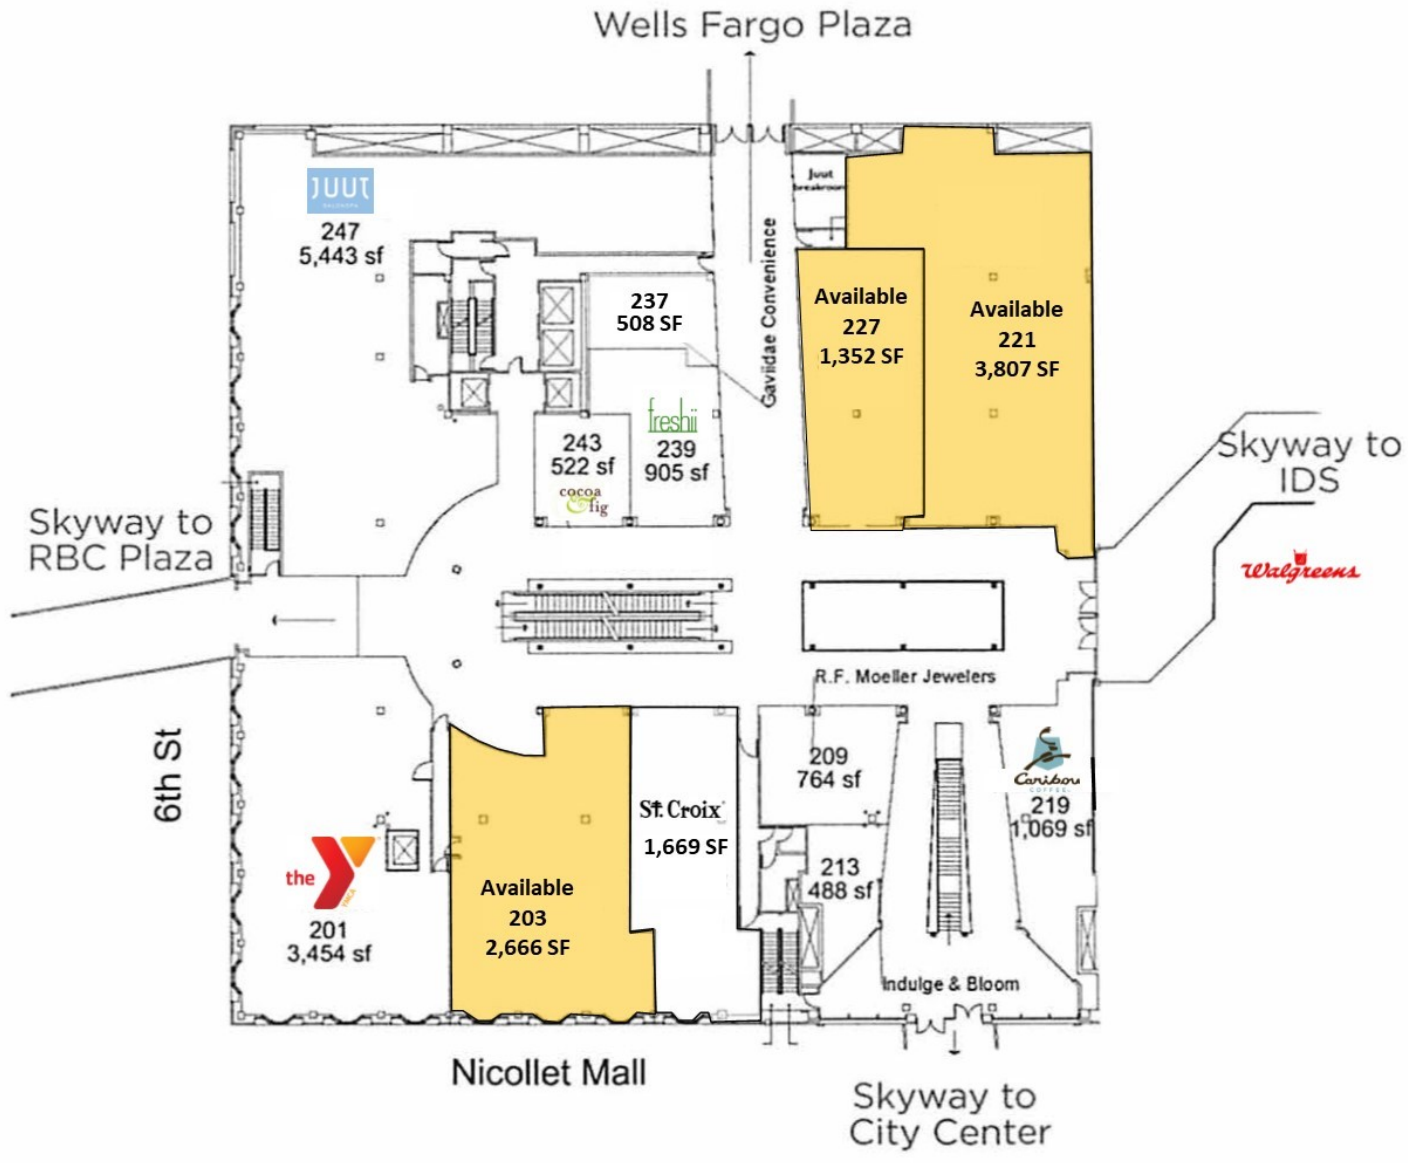 Wells Fargo Plaza
Juut
breakroom
JUUT
247
5,443 sf
Gaviidae Convenience
237
508 SF
Available
227
1,352 SF
Available
221
3,807 SF
freshii
239
905 sf
243
522 sf
cocoa
& fig
Skyway to
IDS
Skyway to
RBC Plaza
Walgreens
R.F. Moeller Jewelers
6th St
209
764 sf
Caribou
COFFEE
219
1,069 sf
St. Croix
1,669 SF
the Y
YMCA
201
3,454 sf
Available
203
2,666 SF
213
488 sf
Indulge & Bloom
Nicollet Mall
Skyway to
City Center